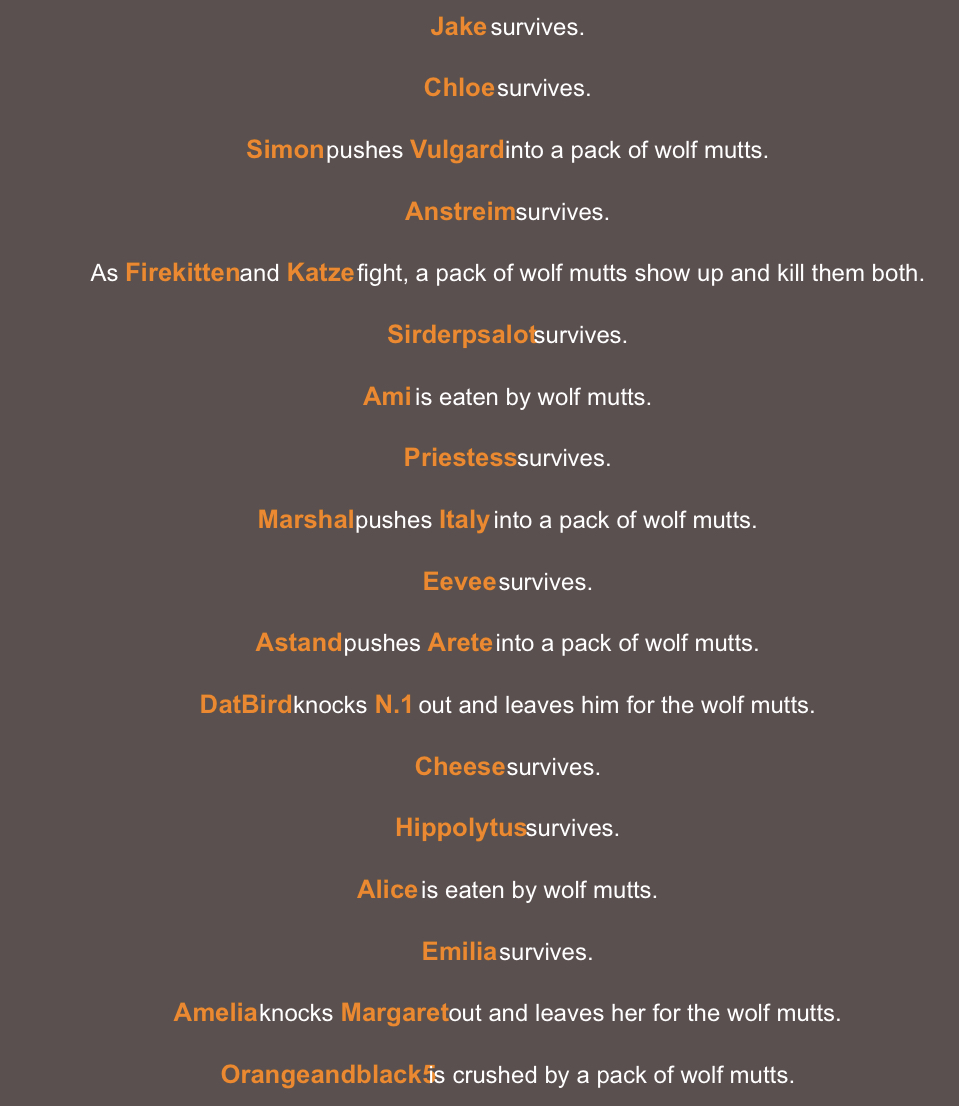 Jake survives.
Chloe survives.
Simon pushes Vulgard into a pack of wolf mutts.
Anstreim survives.
As Firekitten and Katze fight, a pack of wolf mutts show up and kill them both.
Sirderpsalot survives.
Ami is eaten by wolf mutts.
Priestess survives.
Marshal pushes Italy into a pack of wolf mutts.
Eevee survives.
Astand pushes Arete into a pack of wolf mutts.
DatBird knocks N.1 out and leaves him for the wolf mutts.
Cheese survives.
Hippolytus survives.
Alice is eaten by wolf mutts.
Emilia survives.
Amelia knocks Margaret out and leaves her for the wolf mutts.
Orangeandblack5 is crushed by a pack of wolf mutts.